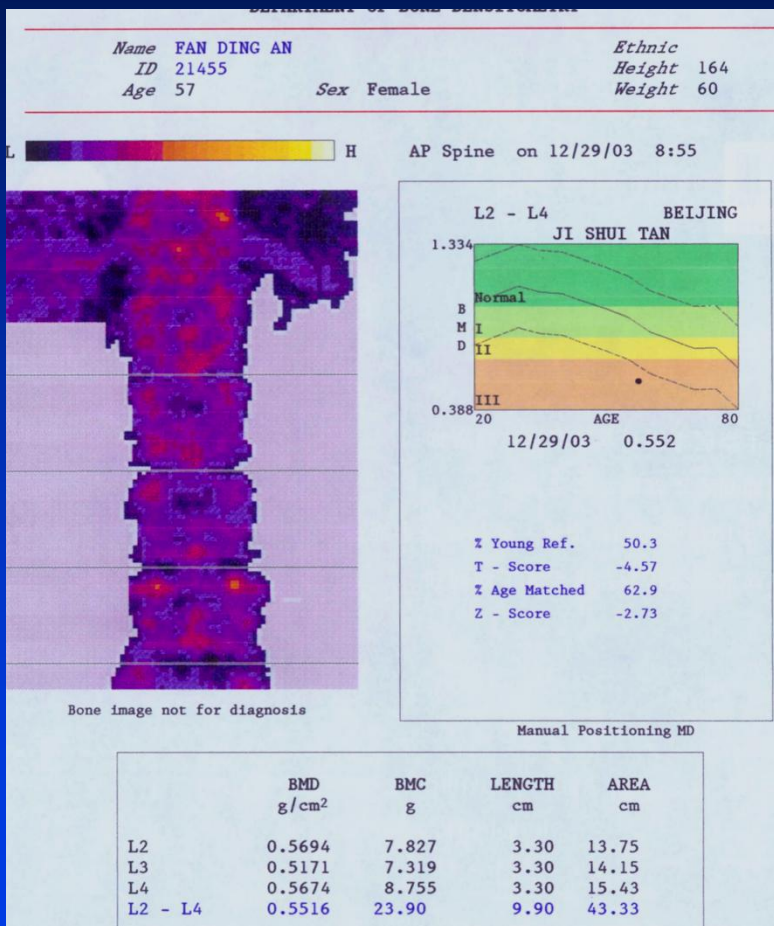 DEPARTMENT OF BONE DENSITOMETRY
Name FAN DING AN Ethnic
ID 21455 Height 164
Age 57 Sex Female Weight 60
L H AP Spine on 12/29/03 8:55
L2 - L4 BEIJING
JI SHUI TAN
1.334
Normal
B
M I
D II
III
0.388
20 AGE 80
12/29/03 0.552
% Young Ref. 50.3
T - Score -4.57
% Age Matched 62.9
Z - Score -2.73
Bone image not for diagnosis
Manual Positioning MD
BMD BMC LENGTH AREA
g/cm² g cm cm
L2 0.5694 7.827 3.30 13.75
L3 0.5171 7.319 3.30 14.15
L4 0.5674 8.755 3.30 15.43
L2 - L4 0.5516 23.90 9.90 43.33